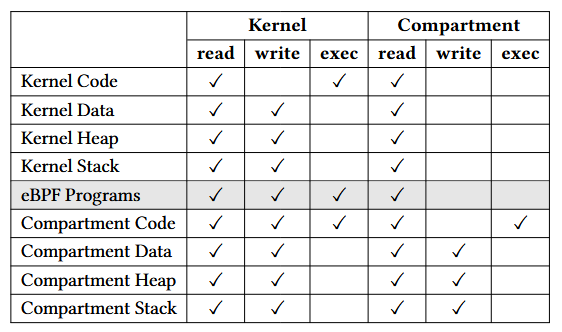 Kernel Compartment
read write exec read write exec
Kernel Code ✓ ✓ ✓
Kernel Data ✓ ✓ ✓
Kernel Heap ✓ ✓ ✓
Kernel Stack ✓ ✓ ✓
eBPF Programs ✓ ✓ ✓ ✓
Compartment Code ✓ ✓ ✓ ✓ ✓
Compartment Data ✓ ✓ ✓ ✓
Compartment Heap ✓ ✓ ✓ ✓
Compartment Stack ✓ ✓ ✓ ✓